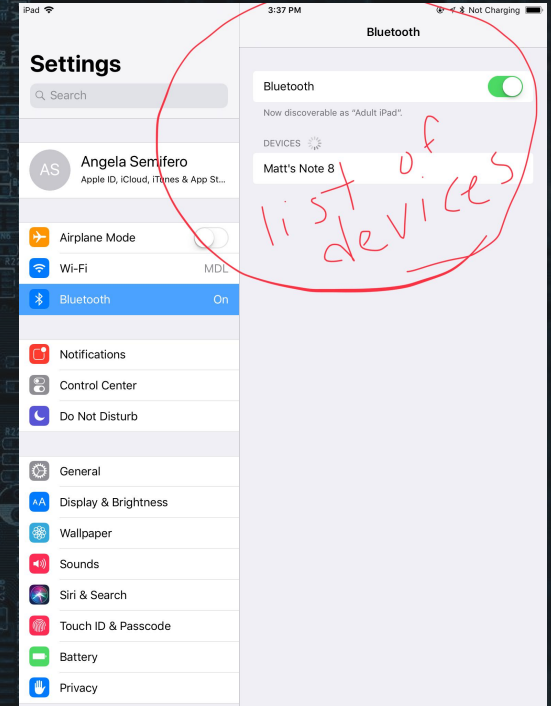 iPad 3:37 PM Not Charging
Settings
Search
AS
Angela Semifero
Apple ID, iCloud, iTunes & App St...
Airplane Mode
Wi-Fi MDL
Bluetooth On
Notifications
Control Center
Do Not Disturb
General
AA Display & Brightness
Wallpaper
Sounds
Siri & Search
Touch ID & Passcode
Battery
Privacy
Bluetooth
Bluetooth
Now discoverable as “Adult iPad”.
DEVICES
Matt's Note 8
list of
devices